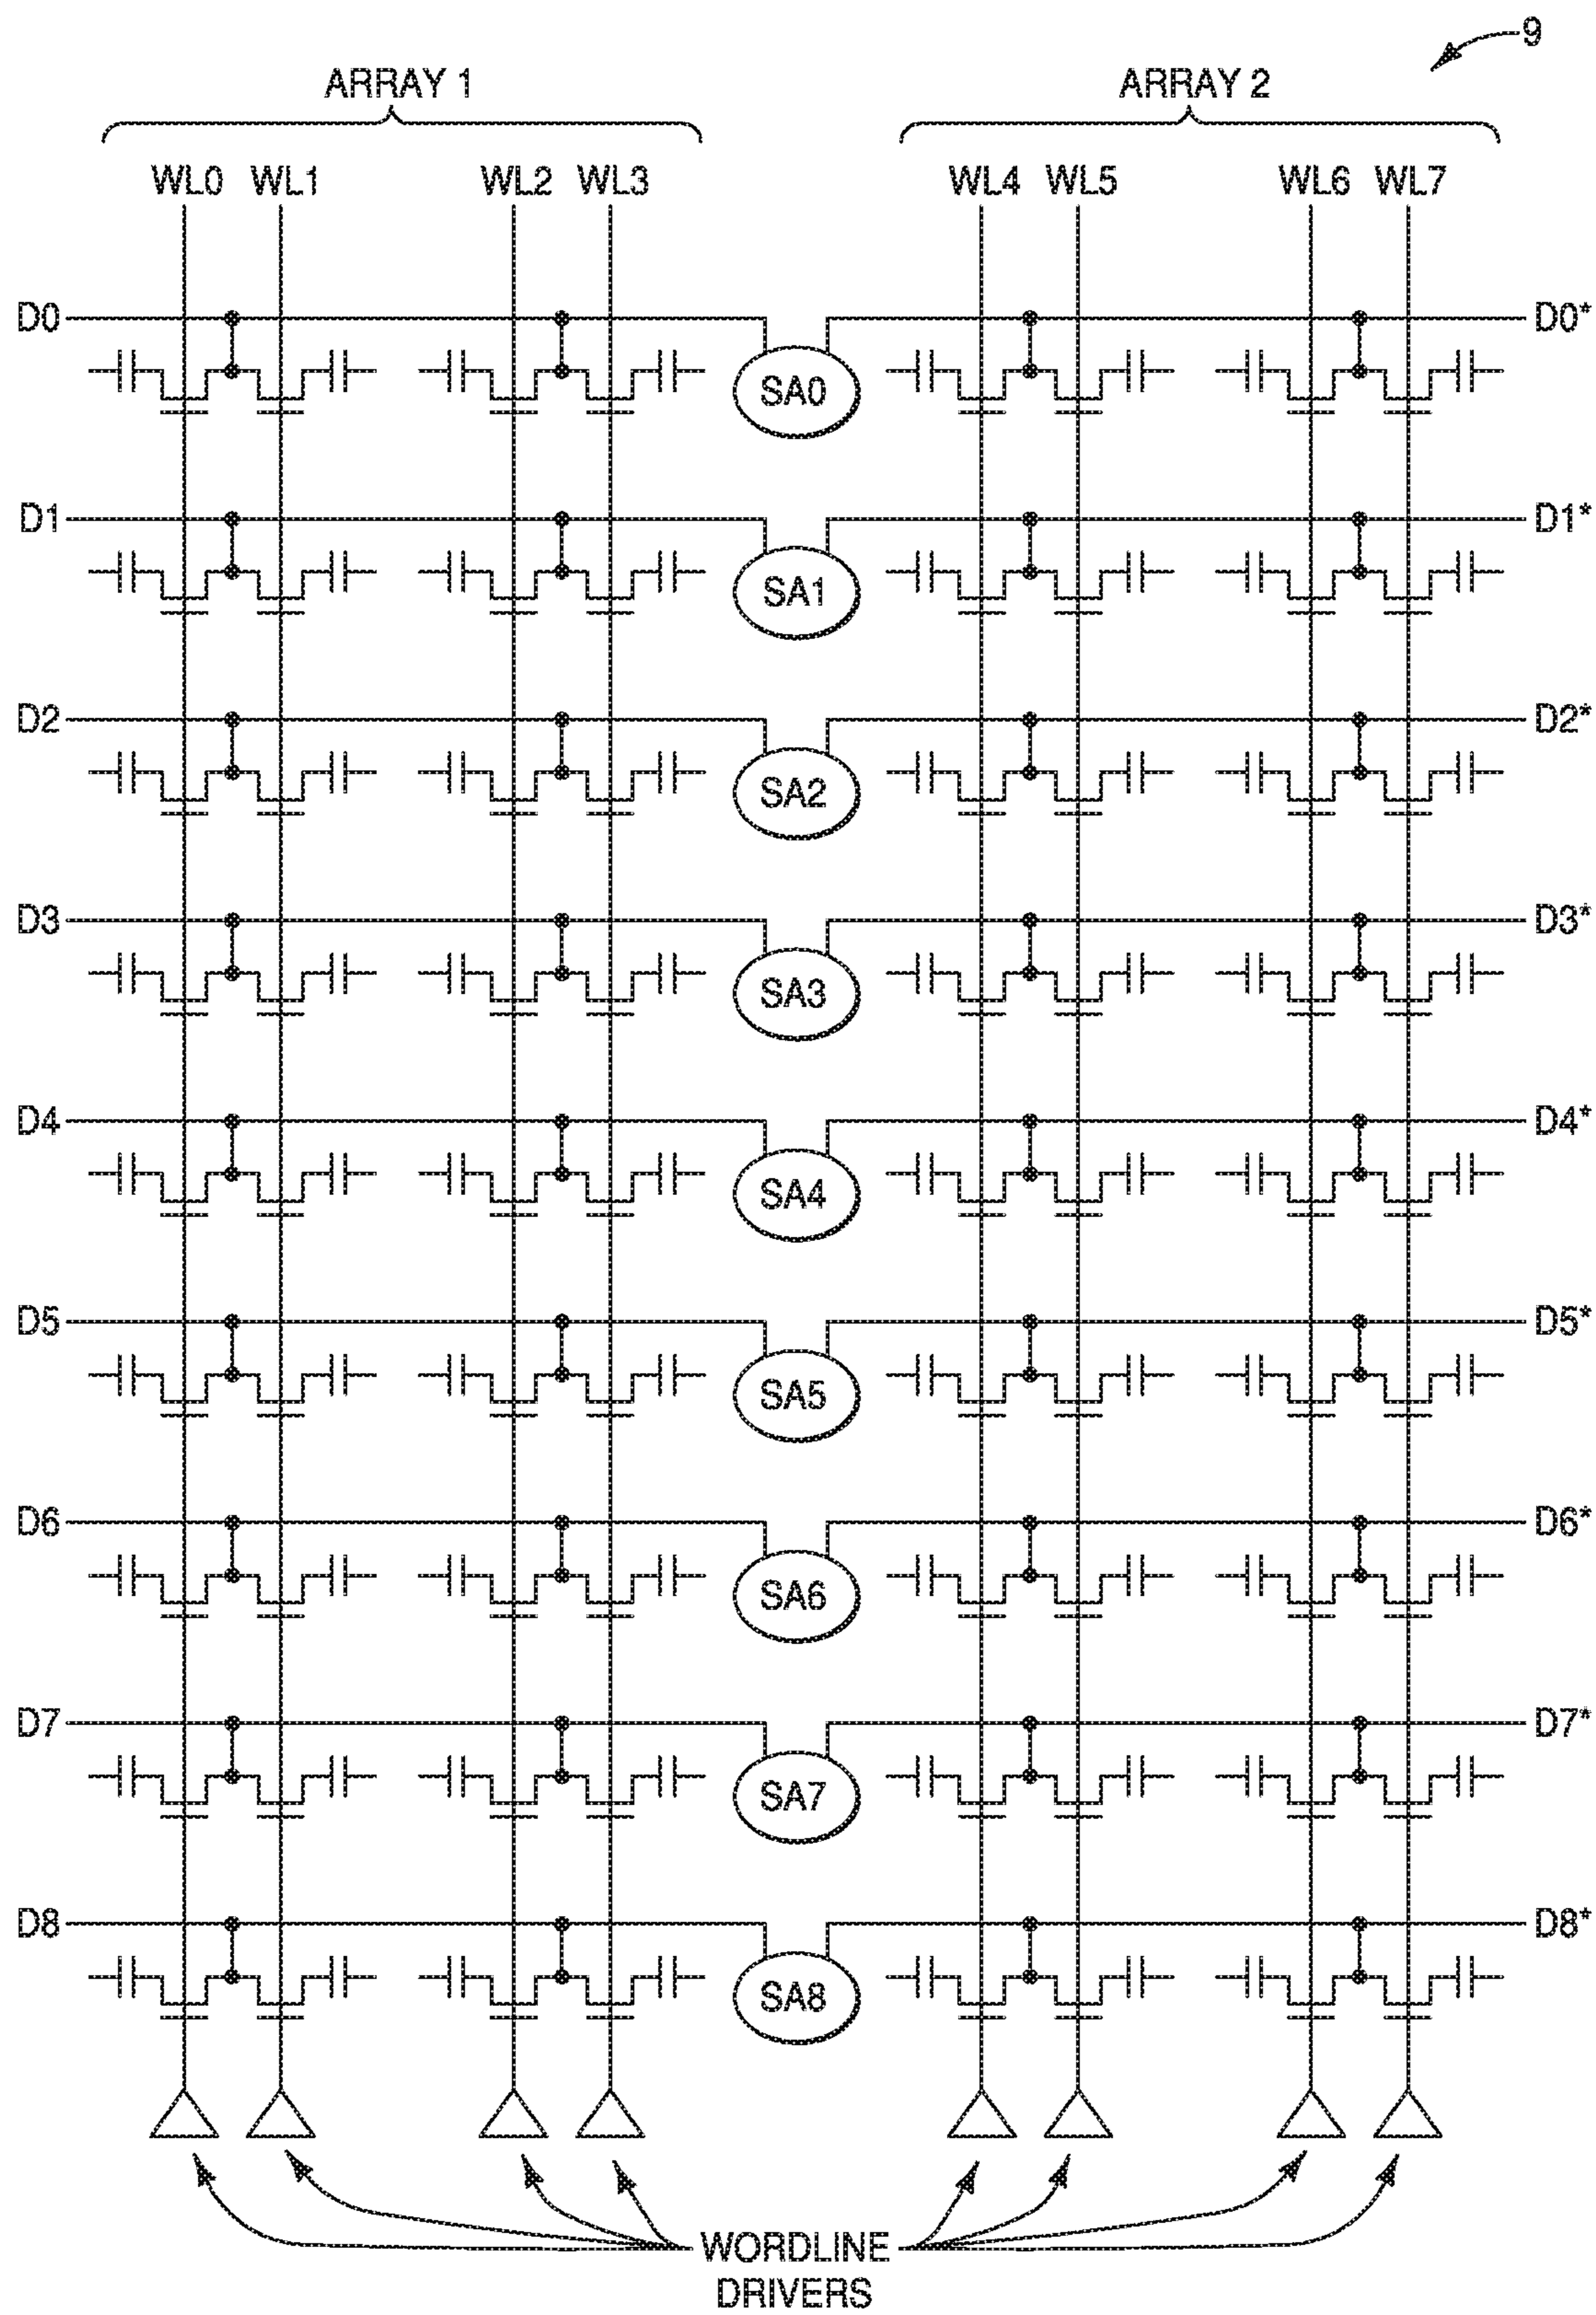 9
ARRAY 1 ARRAY 2
WL0 WL1 WL2 WL3 WL4 WL5 WL6 WL7
D0 D0*
SA0
D1 D1*
SA1
D2 D2*
SA2
D3 D3*
SA3
D4 D4*
SA4
D5 D5*
SA5
D6 D6*
SA6
D7 D7*
SA7
D8 D8*
SA8
WORDLINE
DRIVERS